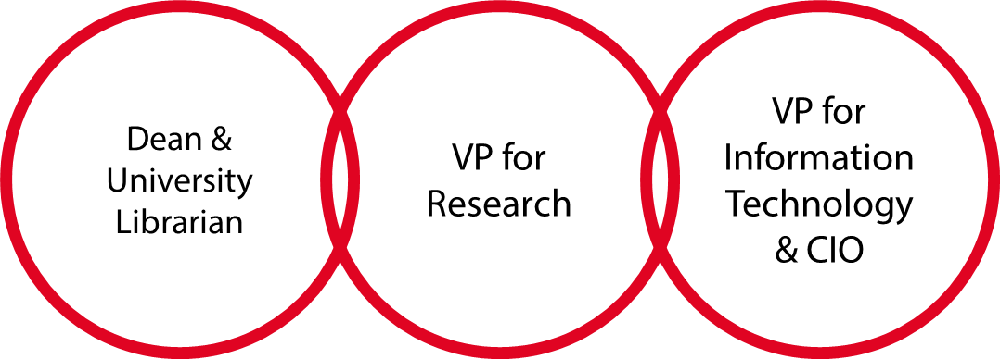 Dean &
University
Librarian
VP for
Research
VP for
Information
Technology
& CIO